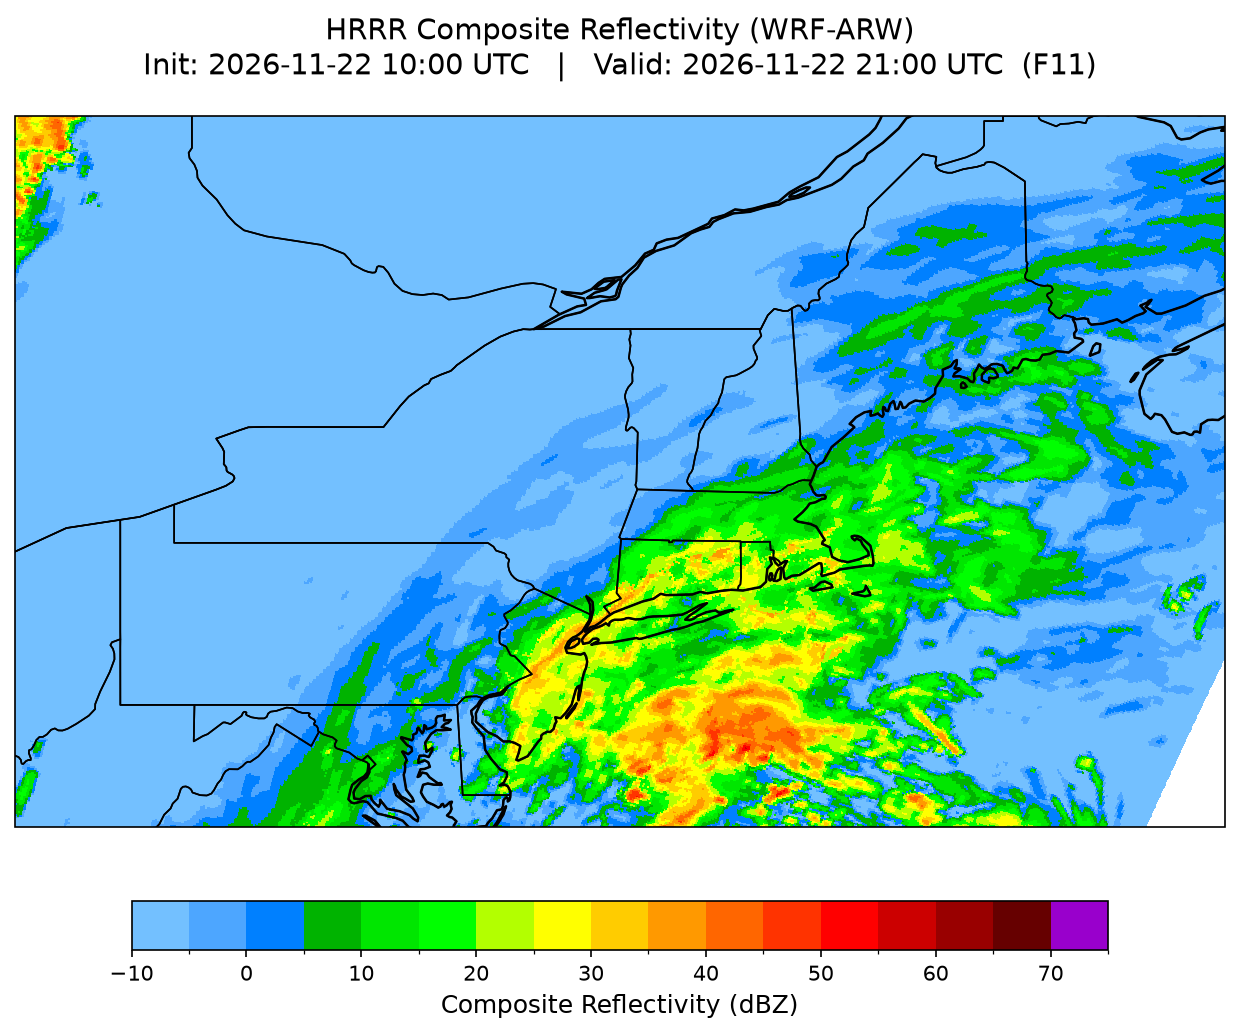 HRRR Composite Reflectivity (WRF-ARW)
Init: 2026-11-22 10:00 UTC   |   Valid: 2026-11-22 21:00 UTC  (F11)
−10 0 10 20 30 40 50 60 70
Composite Reflectivity (dBZ)